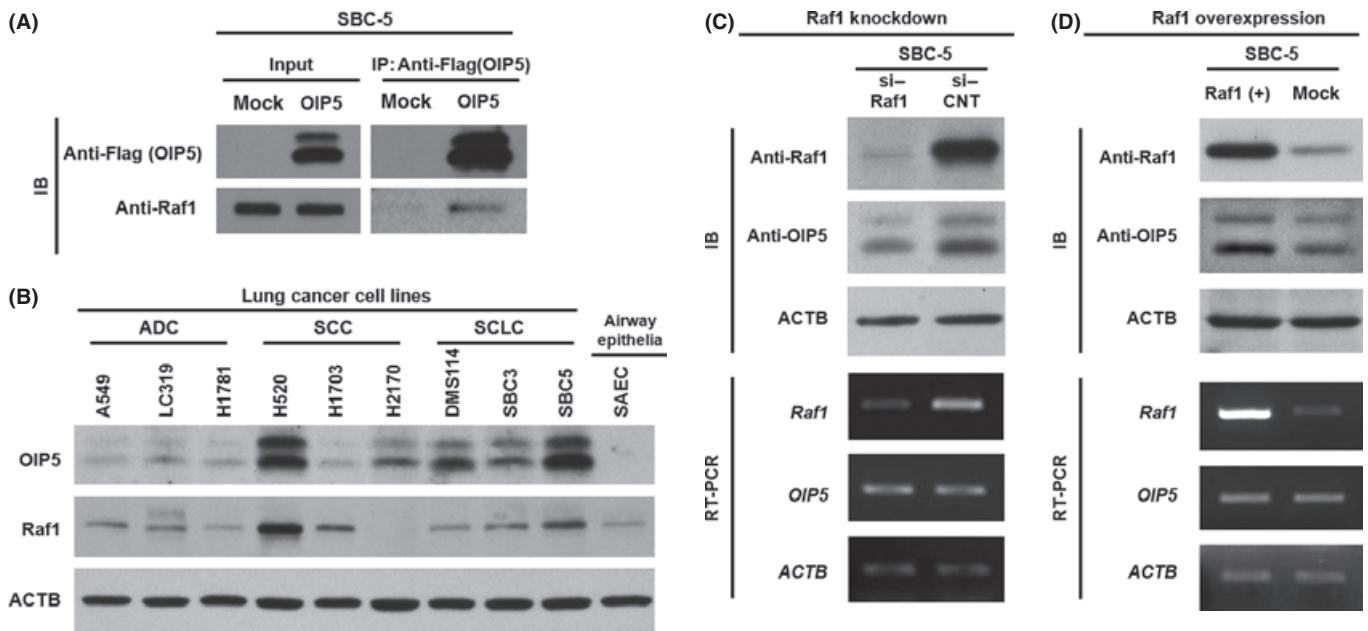 (A)
SBC-5
Input IP: Anti-Flag(OIP5)
Mock OIP5 Mock OIP5
IB
Anti-Flag (OIP5)
Anti-Raf1
(B)
Lung cancer cell lines
ADC SCC SCLC Airway epithelia
A549 LC319 H1781 H520 H1703 H2170 DMS114 SBC3 SBC5 SAEC
OIP5
Raf1
ACTB
(C)
Raf1 knockdown
SBC-5
si– Raf1 si– CNT
IB
Anti-Raf1
Anti-OIP5
ACTB
RT-PCR
Raf1
OIP5
ACTB
(D)
Raf1 overexpression
SBC-5
Raf1 (+) Mock
IB
Anti-Raf1
Anti-OIP5
ACTB
RT-PCR
Raf1
OIP5
ACTB